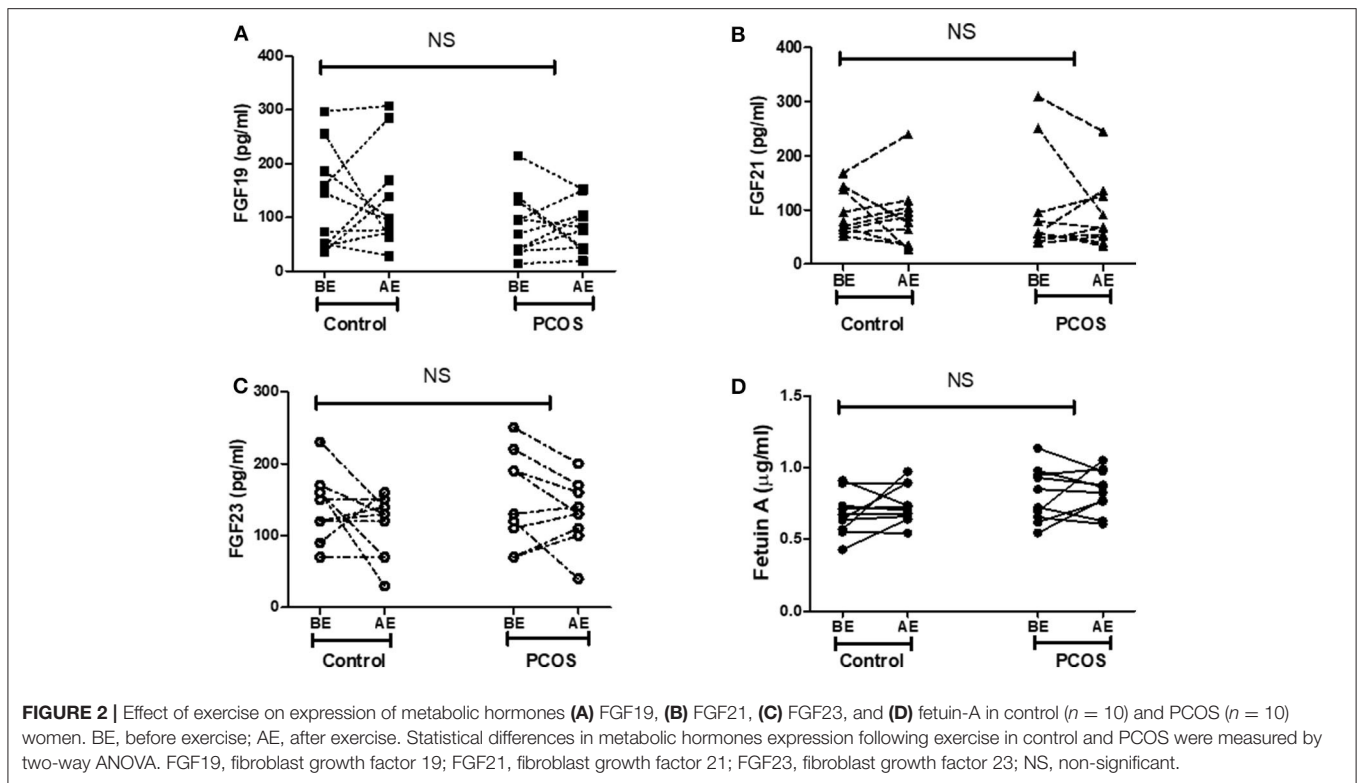 A
NS
400
300
200
100
0
FGF19 (pg/ml)
BE AE BE AE
Control PCOS
B
NS
400
300
200
100
0
FGF21 (pg/ml)
BE AE BE AE
Control PCOS
C
NS
300
200
100
0
FGF23 (pg/ml)
BE AE BE AE
Control PCOS
D
NS
1.5
1.0
0.5
0.0
Fetuin A (μg/ml)
BE AE BE AE
Control PCOS
FIGURE 2 | Effect of exercise on expression of metabolic hormones (A) FGF19, (B) FGF21, (C) FGF23, and (D) fetuin-A in control (n = 10) and PCOS (n = 10)
women. BE, before exercise; AE, after exercise. Statistical differences in metabolic hormones expression following exercise in control and PCOS were measured by
two-way ANOVA. FGF19, fibroblast growth factor 19; FGF21, fibroblast growth factor 21; FGF23, fibroblast growth factor 23; NS, non-significant.